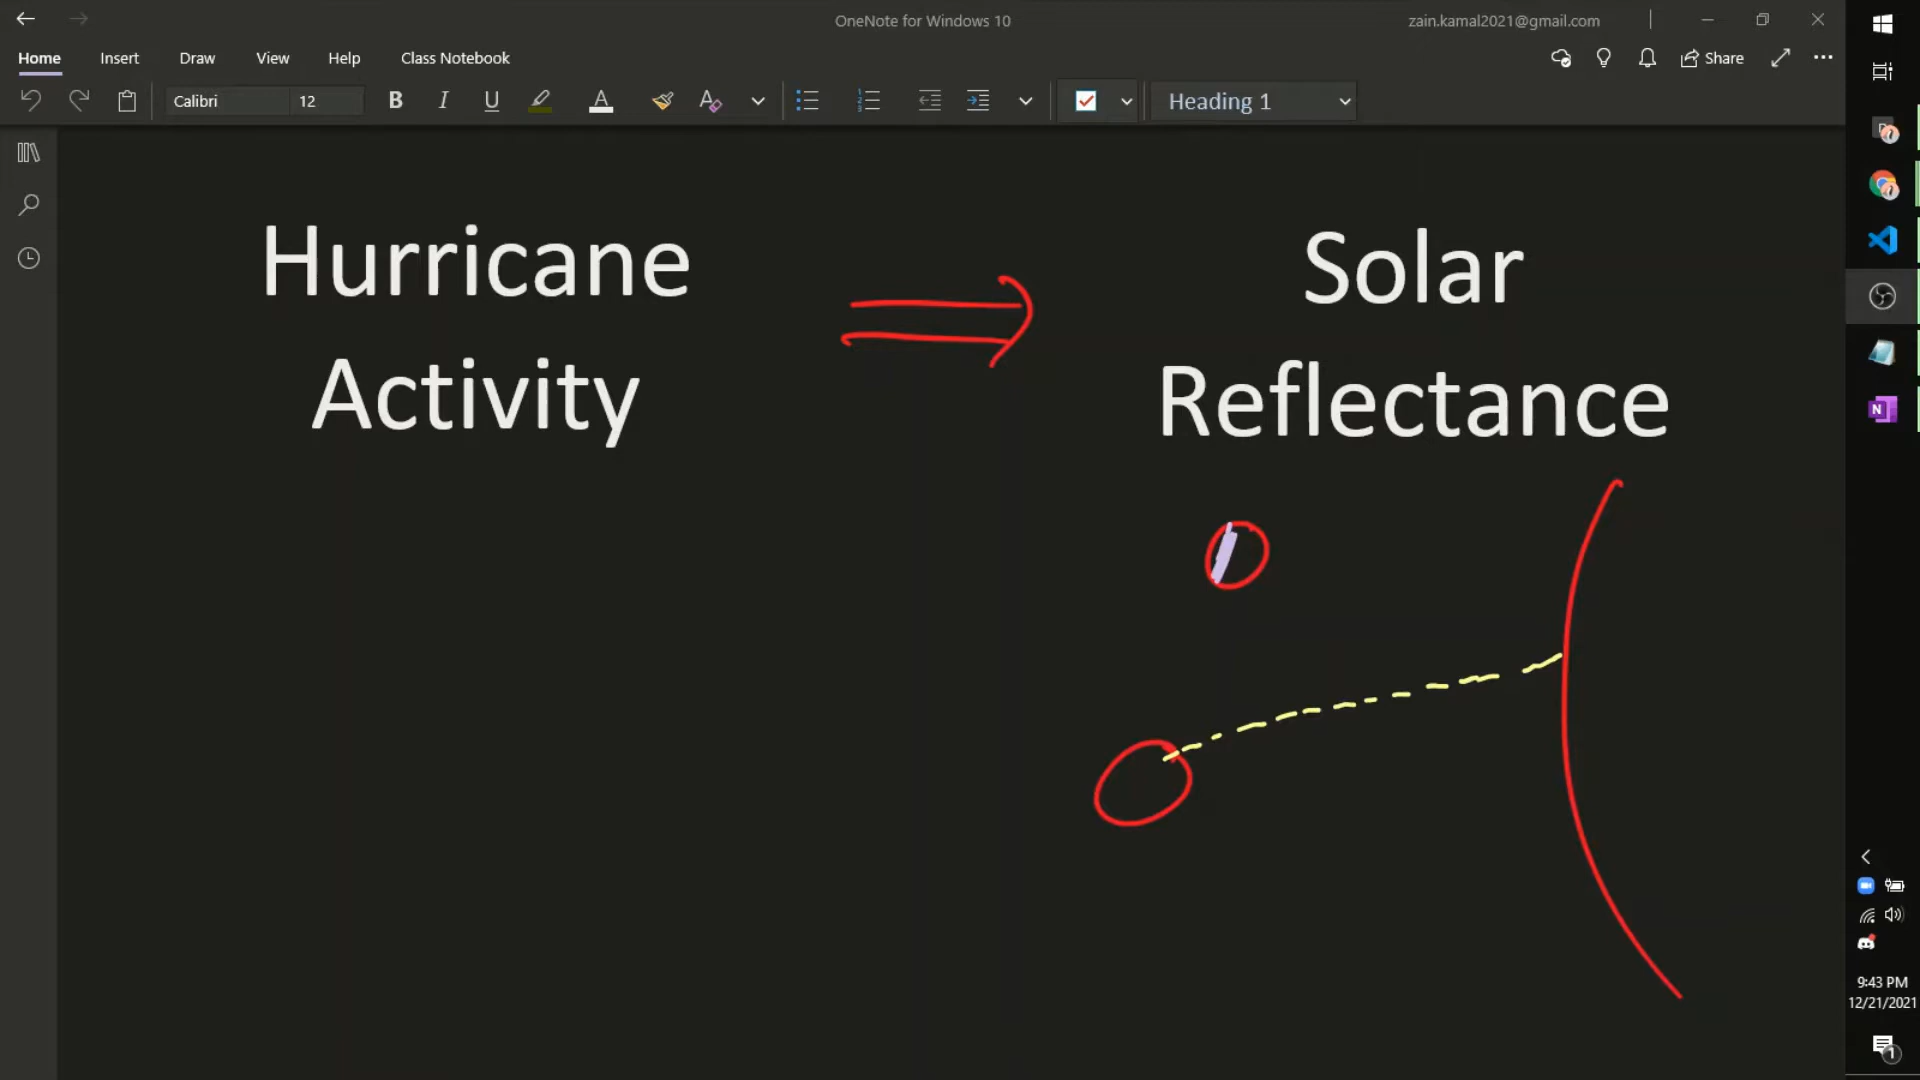 OneNote for Windows 10
zain.kamal2021@gmail.com
Home Insert Draw View Help Class Notebook
Share
Calibri 12 B I U A A Heading 1
Hurricane
Activity
Solar
Reflectance
N
9:43 PM
12/21/2021
1